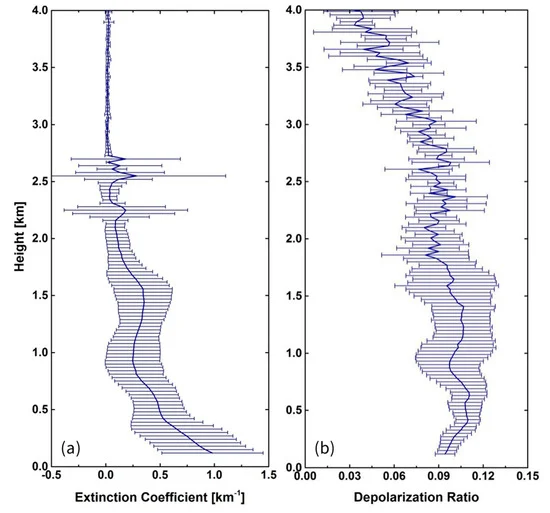 4.0
3.5
3.0
2.5
2.0
1.5
1.0
0.5
0.0
Height [km]
(a)
-0.5 0.0 0.5 1.0 1.5
Extinction Coefficient [km-1]
4.0
3.5
3.0
2.5
2.0
1.5
1.0
0.5
0.0
(b)
0.00 0.03 0.06 0.09 0.12 0.15
Depolarization Ratio